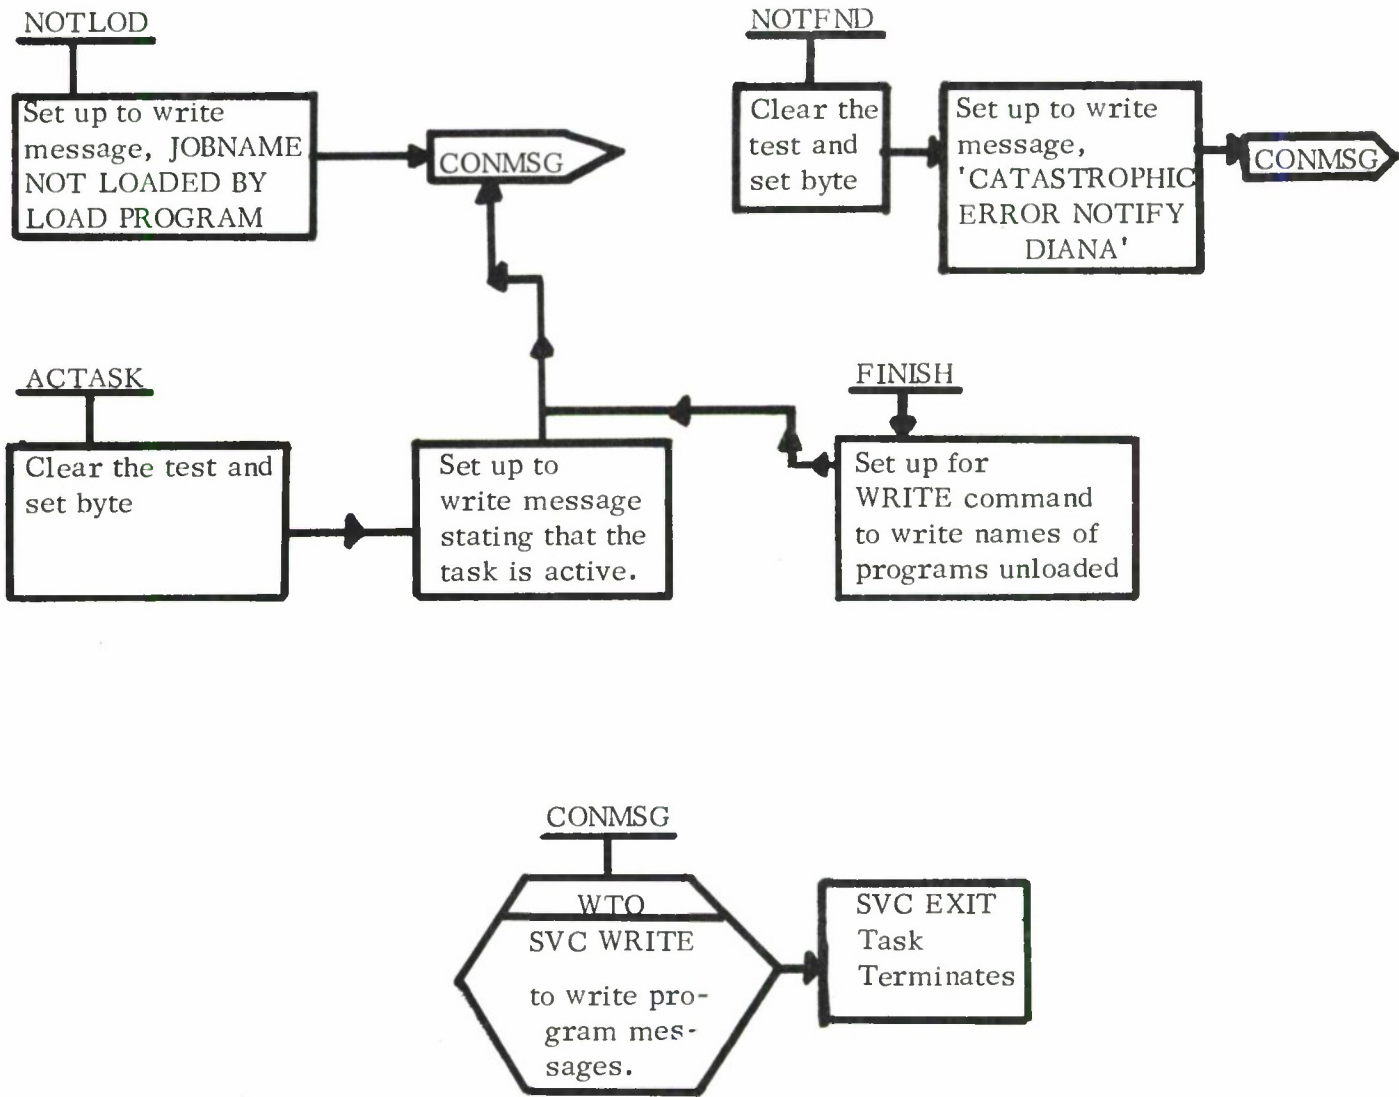 NOTLOD
Set up to write
message, JOBNAME
NOT LOADED BY
LOAD PROGRAM
CONMSG
NOTFND
Clear the
test and
set byte
Set up to write
message,
'CATASTROPHIC
ERROR NOTIFY
DIANA'
CONMSG
ACTASK
Clear the test and
set byte
Set up to
write message
stating that the
task is active.
FINISH
Set up for
WRITE command
to write names of
programs unloaded
CONMSG
WTO
SVC WRITE
to write pro-
gram mes-
sages.
SVC EXIT
Task
Terminates